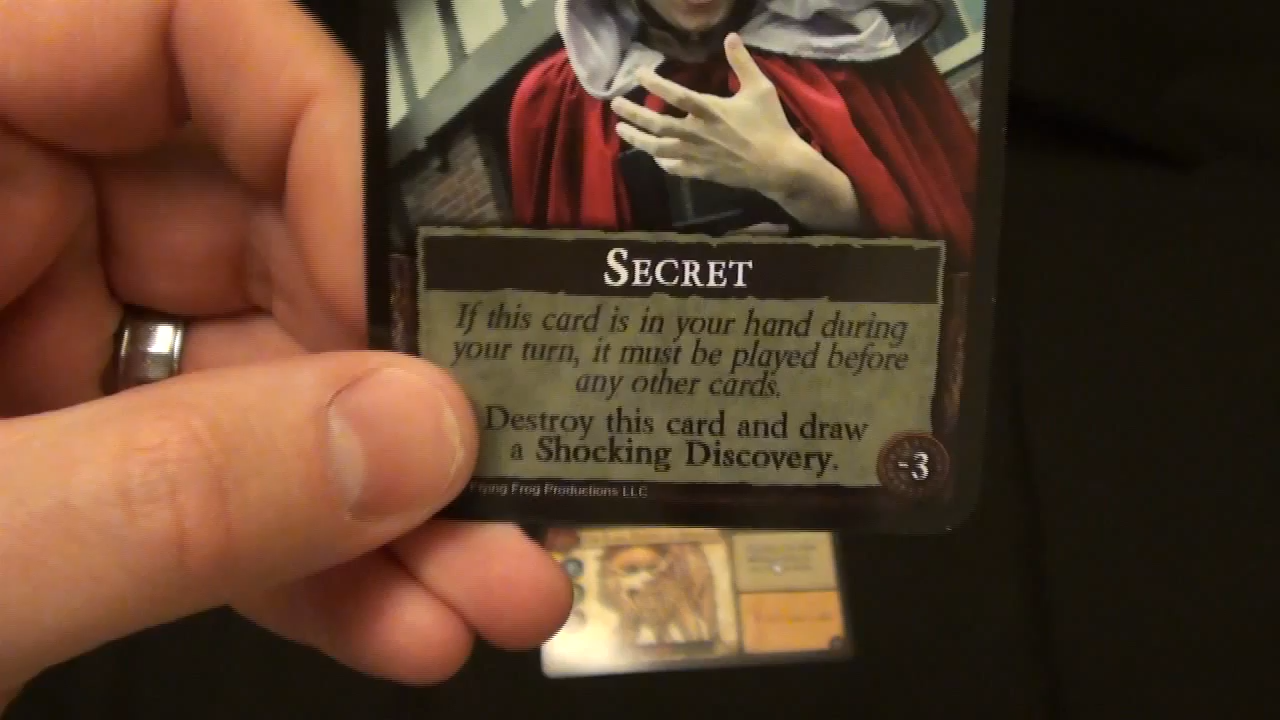 SECRET
If this card is in your hand during
your turn, it must be played before
any other cards.
Destroy this card and draw
a Shocking Discovery.
-3
Flying Frog Productions LLC